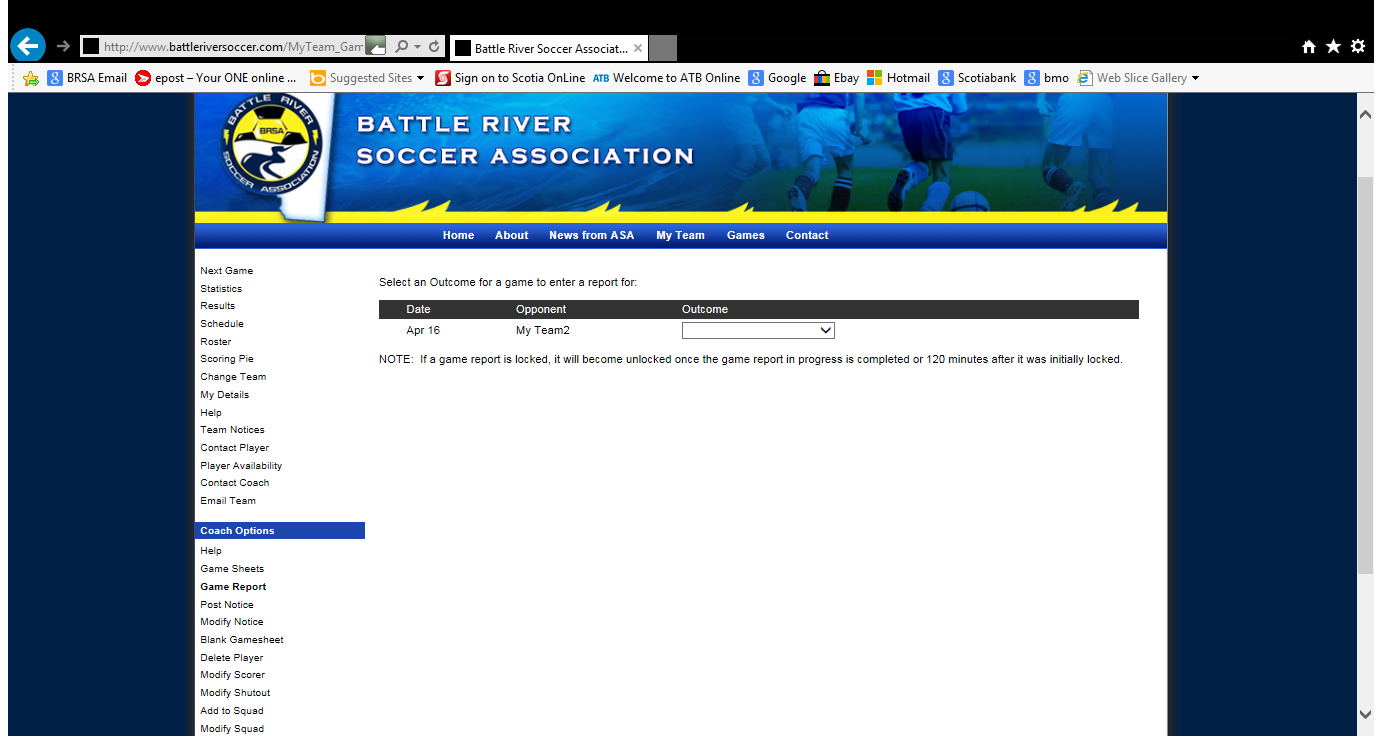 http://www.battleriversoccer.com/MyTeam_Gam
Battle River Soccer Associat...
BRSA Email
epost – Your ONE online ...
Suggested Sites
Sign on to Scotia OnLine
ATB Welcome to ATB Online
8 Google
Ebay
Hotmail
8 Scotiabank
8 bmo
Web Slice Gallery
BATTLE RIVER
BRSA
SOCCER ASSOCIATION
BATTLE RIVER
SOCCER ASSOCIATION
Home About News from ASA My Team Games Contact
Next Game
Statistics
Results
Schedule
Roster
Scoring Pie
Change Team
My Details
Help
Team Notices
Contact Player
Player Availability
Contact Coach
Email Team
Coach Options
Help
Game Sheets
Game Report
Post Notice
Modify Notice
Blank Gamesheet
Delete Player
Modify Scorer
Modify Shutout
Add to Squad
Modify Squad
Select an Outcome for a game to enter a report for:
Date Opponent Outcome
Apr 16 My Team2
NOTE: If a game report is locked, it will become unlocked once the game report in progress is completed or 120 minutes after it was initially locked.